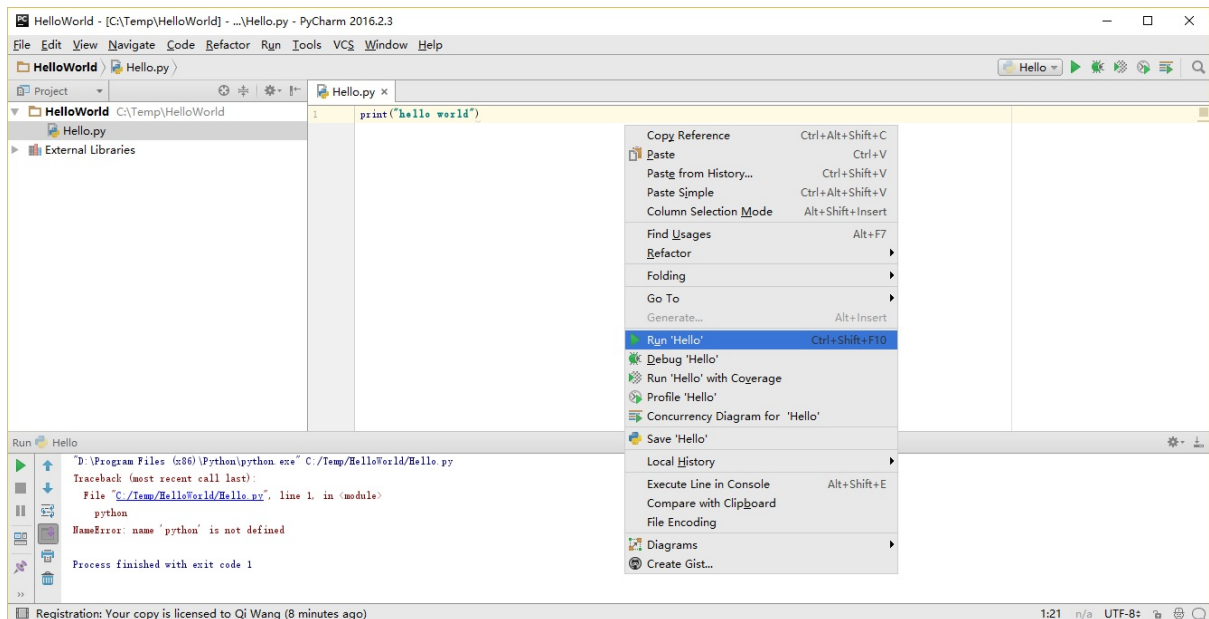 HelloWorld - [C:\Temp\HelloWorld] - ...\Hello.py - PyCharm 2016.2.3
File Edit View Navigate Code Refactor Run Tools VCS Window Help
HelloWorld Hello.py Hello
Project Hello.py
HelloWorld C:\Temp\HelloWorld
Hello.py
External Libraries
1 print("hello world")
Copy Reference Ctrl+Alt+Shift+C
Paste Ctrl+V
Paste from History... Ctrl+Shift+V
Paste Simple Ctrl+Alt+Shift+V
Column Selection Mode Alt+Shift+Insert
Find Usages Alt+F7
Refactor
Folding
Go To
Generate... Alt+Insert
Run 'Hello' Ctrl+Shift+F10
Debug 'Hello'
Run 'Hello' with Coverage
Profile 'Hello'
Concurrency Diagram for 'Hello'
Save 'Hello'
Local History
Execute Line in Console Alt+Shift+E
Compare with Clipboard
File Encoding
Diagrams
Create Gist...
Run Hello
"D:\Program Files (x86)\Python\python.exe" C:/Temp/HelloWorld/Hello.py
Traceback (most recent call last):
File "C:/Temp/HelloWorld/Hello.py", line 1, in <module>
python
NameError: name 'python' is not defined
Process finished with exit code 1
Registration: Your copy is licensed to Qi Wang (8 minutes ago) 1:21 n/a UTF-8